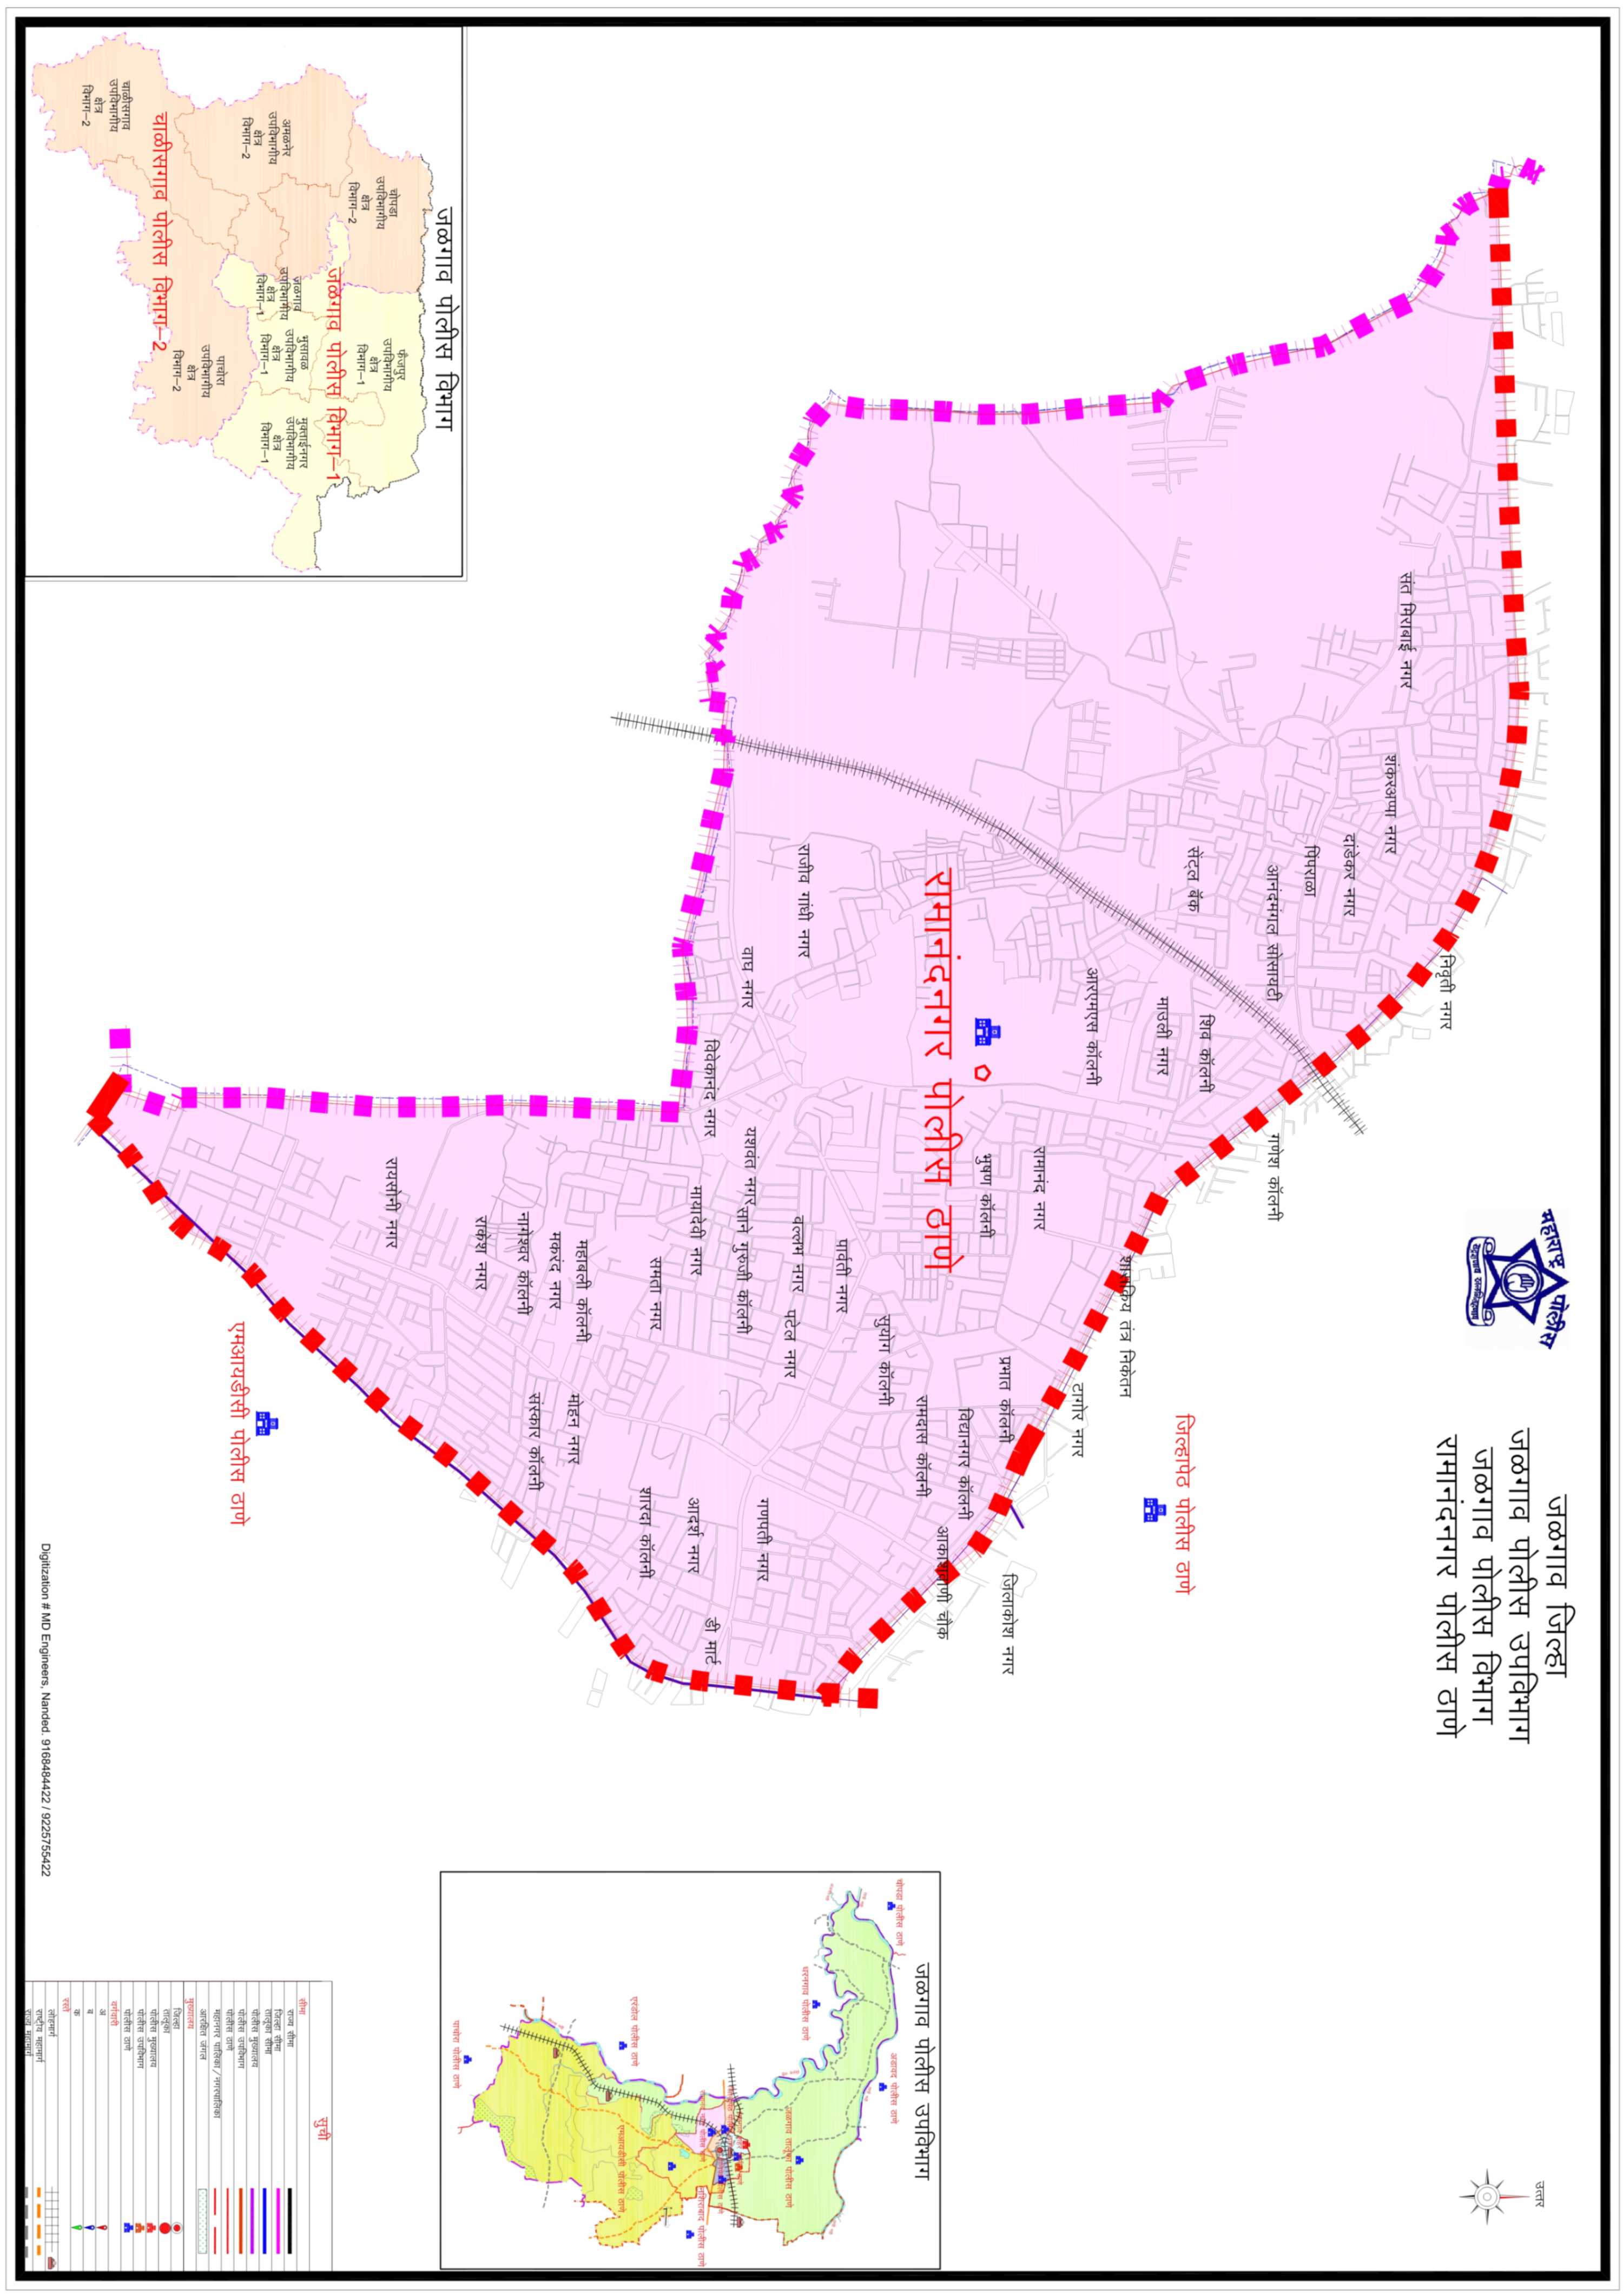 महाराष्ट्र पोलीस
सद्रक्षणाय खलनिग्रहणाय
जळगाव जिल्हा
जळगाव पोलीस उपविभाग
जळगाव पोलीस विभाग
रामानंदनगर पोलीस ठाणे
उत्तर
निवृती नगर
संत मिराबाई नगर
शंकरअप्पा नगर
दांडेकर नगर
पिंपराळा
आनंदमंगल सोसायटी
गणेश कॉलनी
शिव कॉलनी
सेंट्ल बॅंक
माउली नगर
जिल्हापेठ पोलीस ठाणे
शासकिय तंत्र निकेतन
आरएमएस कॉलनी
टागोर नगर
रामानंद नगर
प्रभात कॉलनी
जिलाकोश नगर
भुषण कॉलनी
विद्यानगर कॉलनी
रामानंदनगर पोलीस ठाणे
आकाशवाणी चौक
रामदास कॉलनी
सुयोग कॉलनी
पार्वती नगर
राजीव गांधी नगर
वल्लभ नगर
पटेल नगर
गणपती नगर
वाघ नगर
यशवंत नगर
साने गुरुजी कॉलनी
विवेकानंद नगर
डी मार्ट
मायादेवी नगर
आदर्श नगर
समता नगर
शारदा कॉलनी
महाबली कॉलनी
मोहन नगर
मकरंद नगर
संस्कार कॉलनी
नागेश्वर कॉलनी
राकेश नगर
रायसोनी नगर
एमआयडीसी पोलीस ठाणे
जळगाव पोलीस उपविभाग
चोपडा पोलीस ठाणे
अडावद पोलीस ठाणे
धरनगाव पोलीस ठाणे
जळगाव तालूका पोलीस ठाणे
नशिराबाद पोलीस ठाणे
एरंडोल पोलीस ठाणे
एमआयडीसी पोलीस ठाणे
पाचोरा पोलीस ठाणे
जळगाव पोलीस विभाग
चोपडा
उपविभागीय
क्षेत्र
विभाग–2
फैजपुर
उपविभागीय
क्षेत्र
विभाग–1
जळगाव पोलीस विभाग–1
अमळनेर
उपविभागीय
क्षेत्र
विभाग–2
जळगाव
उपविभागीय
क्षेत्र
विभाग–1
भुसावळ
उपविभागीय
क्षेत्र
विभाग–1
मुक्ताईनगर
उपविभागीय
क्षेत्र
विभाग–1
पाचोरा
उपविभागीय
क्षेत्र
विभाग–2
चाळीसगाव पोलीस विभाग–2
चाळीसगाव
उपविभागीय
क्षेत्र
विभाग–2
सुची
सीमा
राज्य सीमा
जिल्हा सीमा
तालूका सीमा
पोलीस मुख्यालय
पोलीस उपविभाग
पोलीस ठाणे
महानगर पालिका/नगरपालिका
आरक्षित जंगल
मुख्यालय
जिल्हा
तालूका
पोलीस मुख्यालय
पोलीस उपविभाग
पोलीस ठाणे
वर्गवारी
अ
ब
क
रस्ते
लोहमार्ग
राष्ट्रीय महामार्ग
राज्य महामार्ग
Digitization # MD Engineers, Nanded. 9168484422 / 9225755422